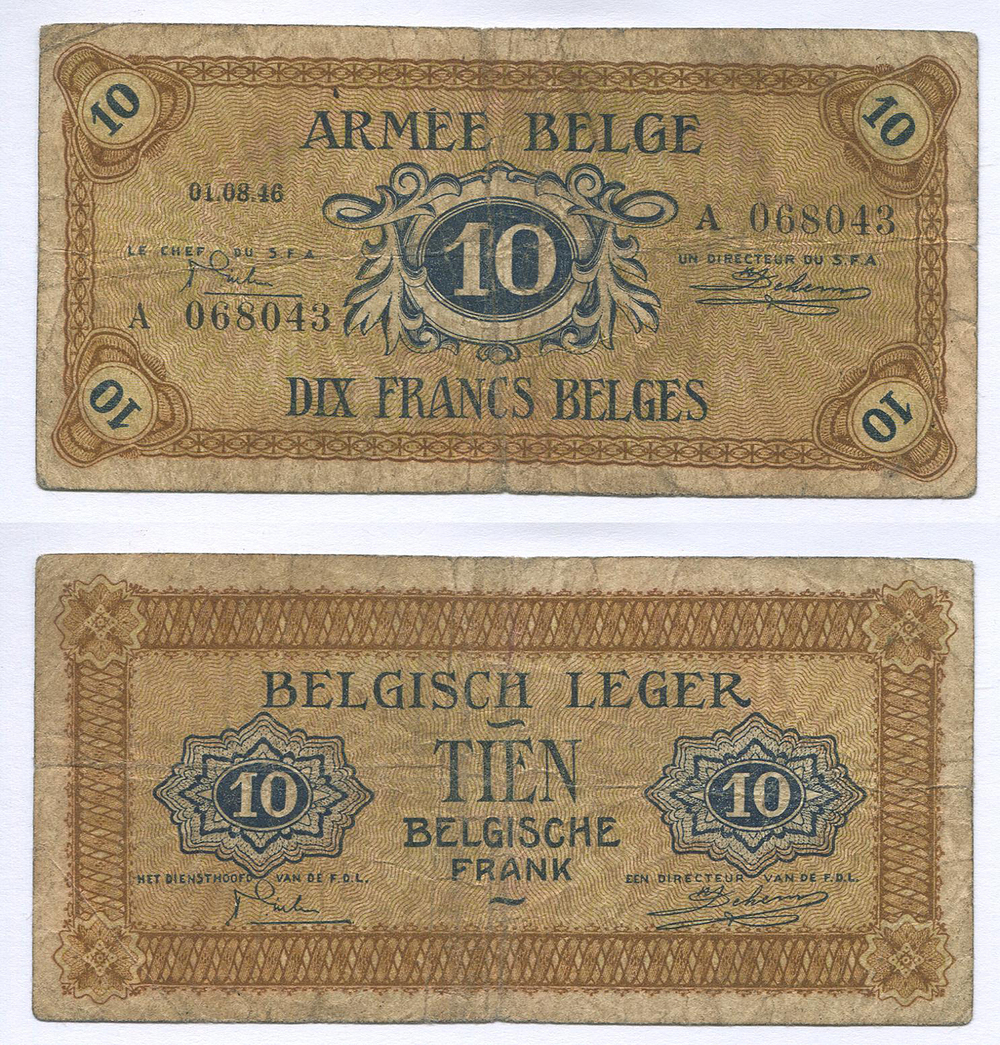 10 10
ARMÉE BELGE
01.08.46
A 068043
LE CHEF DU S.F.A.
UN DIRECTEUR DU S.F.A.
10
A 068043
DIX FRANCS BELGES
10 10
BELGISCH LEGER
TIEN
10 10
BELGISCHE
FRANK
HET DIENSTHOOFD VAN DE F.D.L.
EEN DIRECTEUR VAN DE F.D.L.